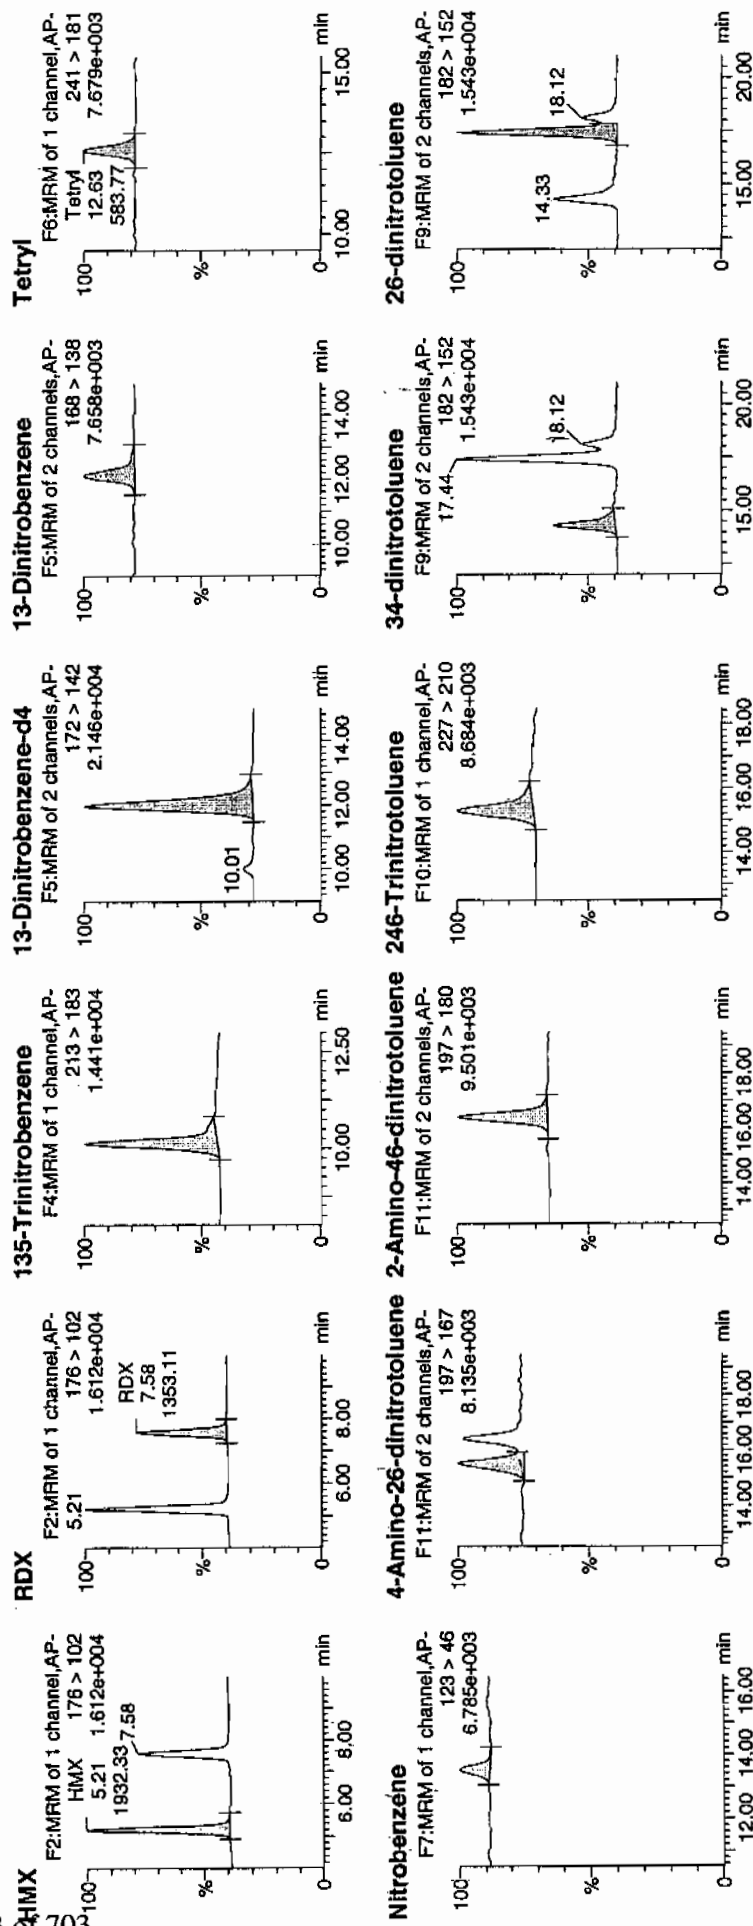 HMX
F2:MRM of 1 channel,AP-
HMX 176 > 102
5.21 1.612e+004
1932.33 7.58
100
%
0
6.00 8.00
min
RDX
F2:MRM of 1 channel,AP-
5.21 176 > 102
1.612e+004
RDX
7.58
1353.11
100
%
0
6.00 8.00
min
135-Trinitrobenzene
F4:MRM of 1 channel,AP-
213 > 183
1.441e+004
100
%
0
10.00 12.50
min
13-Dinitrobenzene-d4
F5:MRM of 2 channels,AP-
172 > 142
2.146e+004
10.01
100
%
0
10.00 12.00 14.00
min
13-Dinitrobenzene
F5:MRM of 2 channels,AP-
168 > 138
7.658e+003
100
%
0
10.00 12.00 14.00
min
Tetryl
F6:MRM of 1 channel,AP-
Tetryl 241 > 181
12.63 7.679e+003
583.77
100
%
0
10.00 15.00
min
Nitrobenzene
F7:MRM of 1 channel,AP-
123 > 46
6.785e+003
100
%
0
12.00 14.00 16.00
min
4-Amino-26-dinitrotoluene
F11:MRM of 2 channels,AP-
197 > 167
8.135e+003
100
%
0
14.00 16.00 18.00
min
2-Amino-46-dinitrotoluene
F11:MRM of 2 channels,AP-
197 > 180
9.501e+003
100
%
0
14.00 16.00 18.00
min
246-Trinitrotoluene
F10:MRM of 1 channel,AP-
227 > 210
8.684e+003
100
%
0
14.00 16.00 18.00
min
34-dinitrotoluene
F9:MRM of 2 channels,AP-
17.44 182 > 152
1.543e+004
18.12
100
%
0
15.00 20.00
min
26-dinitrotoluene
F9:MRM of 2 channels,AP-
182 > 152
1.543e+004
14.33
18.12
100
%
0
15.00 20.00
min
703